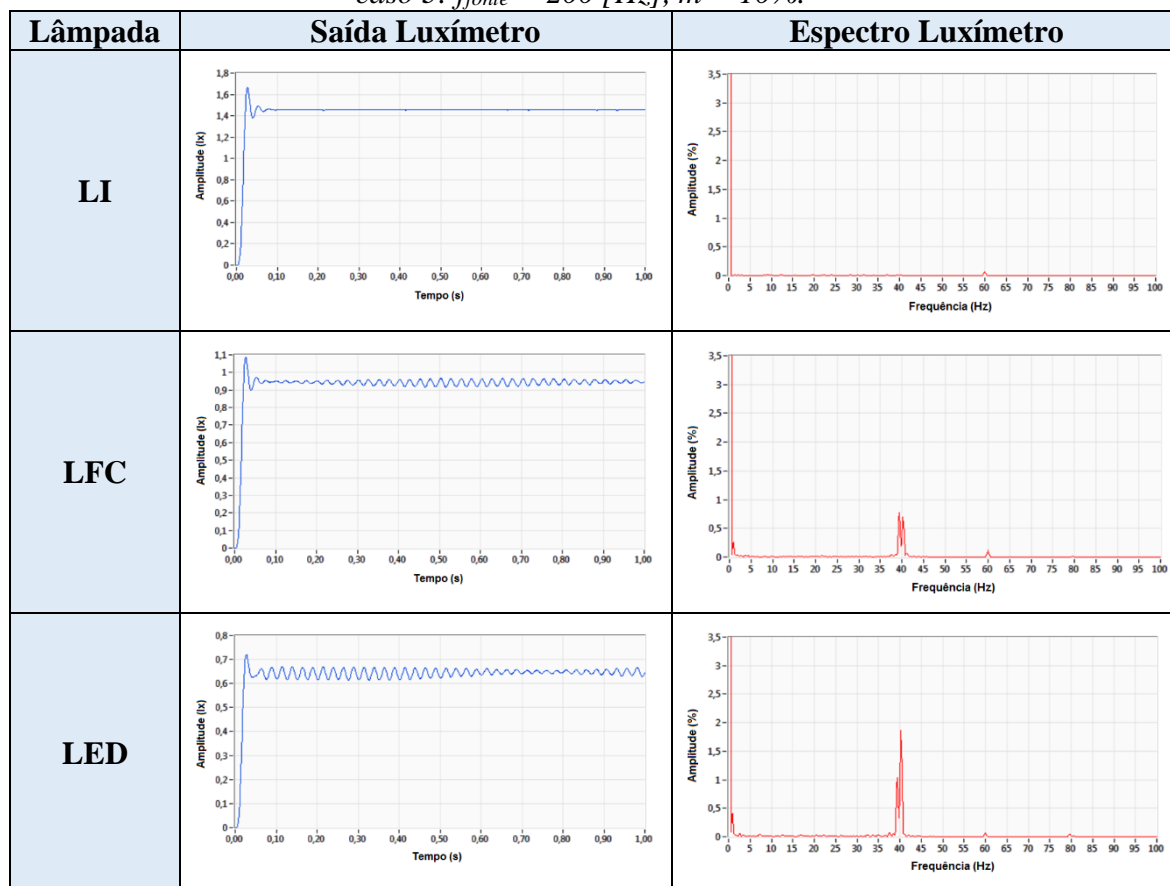 caso 5: f_fonte = 200 [Hz], m = 10%.
Lâmpada Saída Luxímetro Espectro Luxímetro
LI
Amplitude (lx)
1,8
1,6
1,4
1,2
1
0,8
0,6
0,4
0,2
0
0,00 0,10 0,20 0,30 0,40 0,50 0,60 0,70 0,80 0,90 1,00
Tempo (s)
Amplitude (%)
3,5
3
2,5
2
1,5
1
0,5
0
0 5 10 15 20 25 30 35 40 45 50 55 60 65 70 75 80 85 90 95 100
Frequência (Hz)
LFC
Amplitude (lx)
1,1
1
0,9
0,8
0,7
0,6
0,5
0,4
0,3
0,2
0,1
0
0,00 0,10 0,20 0,30 0,40 0,50 0,60 0,70 0,80 0,90 1,00
Tempo (s)
Amplitude (%)
3,5
3
2,5
2
1,5
1
0,5
0
0 5 10 15 20 25 30 35 40 45 50 55 60 65 70 75 80 85 90 95 100
Frequência (Hz)
LED
Amplitude (lx)
0,8
0,7
0,6
0,5
0,4
0,3
0,2
0,1
0
0,00 0,10 0,20 0,30 0,40 0,50 0,60 0,70 0,80 0,90 1,00
Tempo (s)
Amplitude (%)
3,5
3
2,5
2
1,5
1
0,5
0
0 5 10 15 20 25 30 35 40 45 50 55 60 65 70 75 80 85 90 95 100
Frequência (Hz)